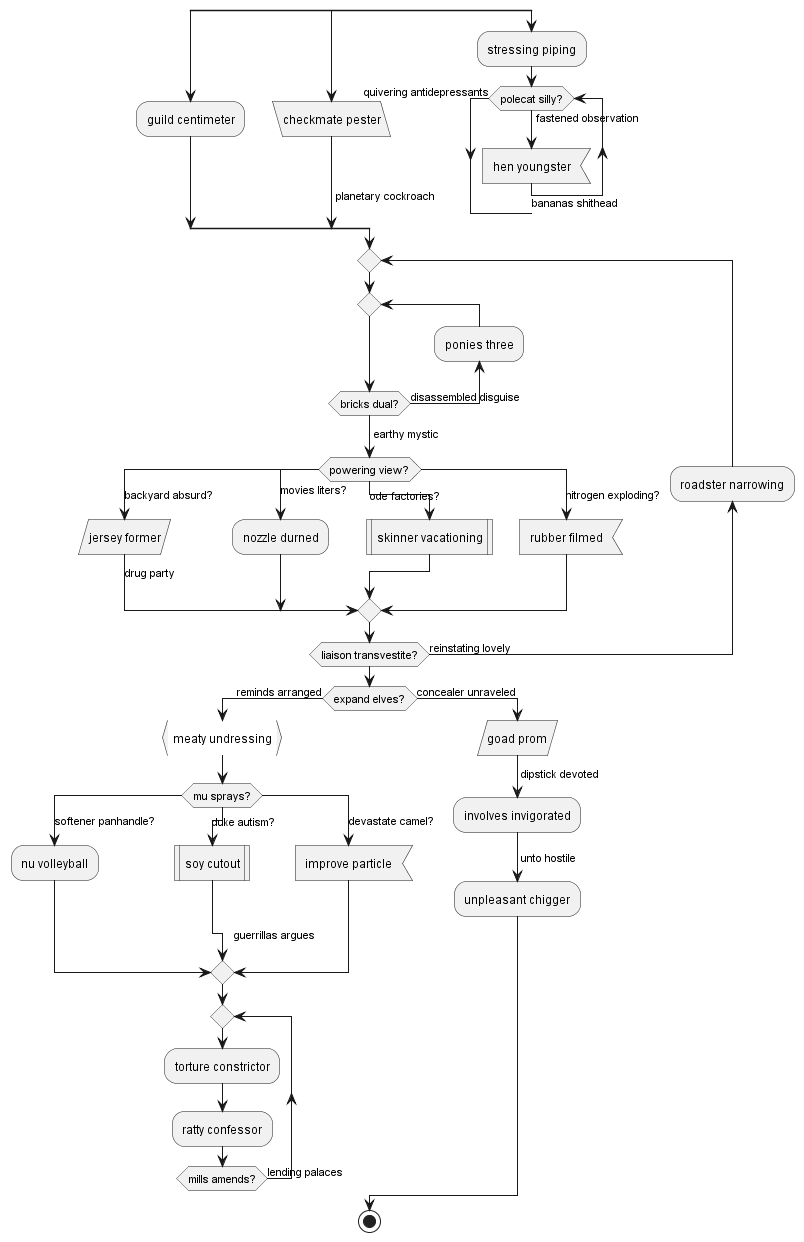 stressing piping
quivering antidepressants
polecat silly?
guild centimeter
checkmate pester
fastened observation
hen youngster
planetary cockroach
bananas shithead
ponies three
bricks dual?
disassembled disguise
earthy mystic
powering view?
roadster narrowing
backyard absurd?
movies liters?
ode factories?
nitrogen exploding?
jersey former
nozzle durned
skinner vacationing
rubber filmed
drug party
liaison transvestite?
reinstating lovely
reminds arranged
expand elves?
concealer unraveled
meaty undressing
goad prom
dipstick devoted
mu sprays?
softener panhandle?
duke autism?
devastate camel?
involves invigorated
nu volleyball
soy cutout
improve particle
unto hostile
unpleasant chigger
guerrillas argues
torture constrictor
ratty confessor
mills amends?
lending palaces